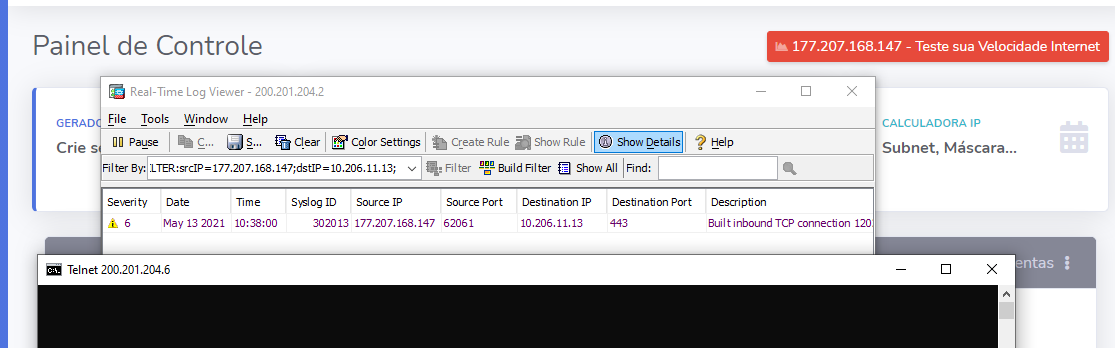 Painel de Controle
177.207.168.147 - Teste sua Velocidade Internet
Real-Time Log Viewer - 200.201.204.2
File Tools Window Help
Pause C... S... Clear Color Settings Create Rule Show Rule Show Details Help
Filter By: .LTER:srcIP=177.207.168.147;dstIP=10.206.11.13; Filter Build Filter Show All Find:
Severity Date Time Syslog ID Source IP Source Port Destination IP Destination Port Description
6 May 13 2021 10:38:00 302013 177.207.168.147 62061 10.206.11.13 443 Built inbound TCP connection 120
GERADO
Crie s
CALCULADORA IP
Subnet, Máscara...
entas
Telnet 200.201.204.6